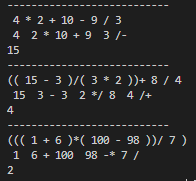 -----------------------------
4 * 2 + 10 - 9 / 3
4  2 * 10 + 9  3 /-
15
-----------------------------
(( 15 - 3 )/( 3 * 2 ))+ 8 / 4
15  3 -  3  2 */ 8  4 /+
4
-----------------------------
((( 1 + 6 )*( 100 - 98 ))/ 7 )
1  6 + 100  98 -* 7 /
2